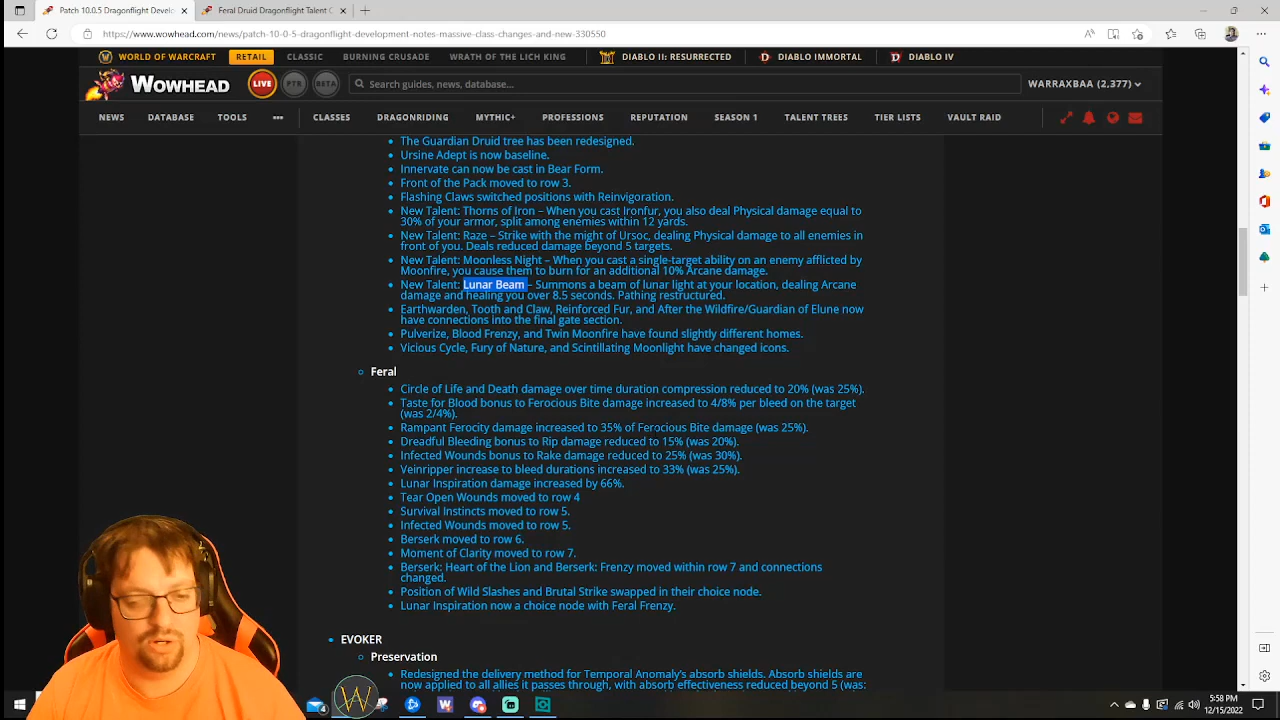 Patch 10.0.5 Dragonflight Devel
Feral Druid Dragonflight Talent C
https://www.wowhead.com/news/patch-10-0-5-dragonflight-development-notes-massive-class-changes-and-new-330550
WORLD OF WARCRAFT RETAIL CLASSIC BURNING CRUSADE WRATH OF THE LICH KING DIABLO II: RESURRECTED DIABLO IMMORTAL DIABLO IV
WOWHEAD LIVE PTR BETA Search guides, news, database... WARRAXBAA (2,377)
NEWS DATABASE TOOLS CLASSES DRAGONRIDING MYTHIC+ PROFESSIONS REPUTATION SEASON 1 TALENT TREES TIER LISTS VAULT RAID
The Guardian Druid tree has been redesigned.
Ursine Adept is now baseline.
Innervate can now be cast in Bear Form.
Front of the Pack moved to row 3.
Flashing Claws switched positions with Reinvigoration.
New Talent: Thorns of Iron – When you cast Ironfur, you also deal Physical damage equal to
30% of your armor, split among enemies within 12 yards.
New Talent: Raze – Strike with the might of Ursoc, dealing Physical damage to all enemies in
front of you. Deals reduced damage beyond 5 targets.
New Talent: Moonless Night – When you cast a single-target ability on an enemy afflicted by
Moonfire, you cause them to burn for an additional 10% Arcane damage.
New Talent: Lunar Beam – Summons a beam of lunar light at your location, dealing Arcane
damage and healing you over 8.5 seconds. Pathing restructured.
Earthwarden, Tooth and Claw, Reinforced Fur, and After the Wildfire/Guardian of Elune now
have connections into the final gate section.
Pulverize, Blood Frenzy, and Twin Moonfire have found slightly different homes.
Vicious Cycle, Fury of Nature, and Scintillating Moonlight have changed icons.
Feral
Circle of Life and Death damage over time duration compression reduced to 20% (was 25%).
Taste for Blood bonus to Ferocious Bite damage increased to 4/8% per bleed on the target
(was 2/4%).
Rampant Ferocity damage increased to 35% of Ferocious Bite damage (was 25%).
Dreadful Bleeding bonus to Rip damage reduced to 15% (was 20%).
Infected Wounds bonus to Rake damage reduced to 25% (was 30%).
Veinripper increase to bleed durations increased to 33% (was 25%).
Lunar Inspiration damage increased by 66%.
Tear Open Wounds moved to row 4
Survival Instincts moved to row 5.
Infected Wounds moved to row 5.
Berserk moved to row 6.
Moment of Clarity moved to row 7.
Berserk: Heart of the Lion and Berserk: Frenzy moved within row 7 and connections
changed.
Position of Wild Slashes and Brutal Strike swapped in their choice node.
Lunar Inspiration now a choice node with Feral Frenzy.
EVOKER
Preservation
Redesigned the delivery method for Temporal Anomaly's absorb shields. Absorb shields are
now applied to all allies it passes through, with absorb effectiveness reduced beyond 5 (was:
5:58 PM
12/15/2022